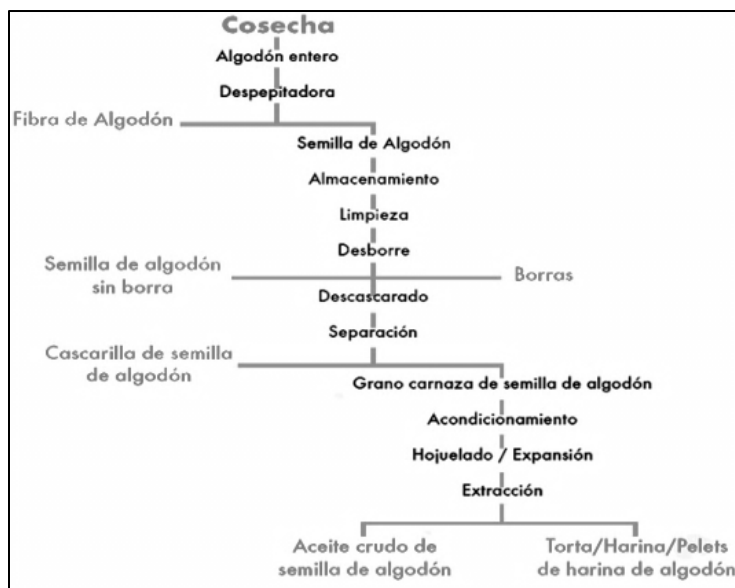 Cosecha
Algodón entero
Despepitadora
Fibra de Algodón
Semilla de Algodón
Almacenamiento
Limpieza
Desborre
Semilla de algodón
sin borra
Borras
Descascarado
Separación
Cascarilla de semilla
de algodón
Grano carnaza de semilla de algodón
Acondicionamiento
Hojuelado / Expansión
Extracción
Aceite crudo de
semilla de algodón
Torta/Harina/Pelets
de harina de algodón